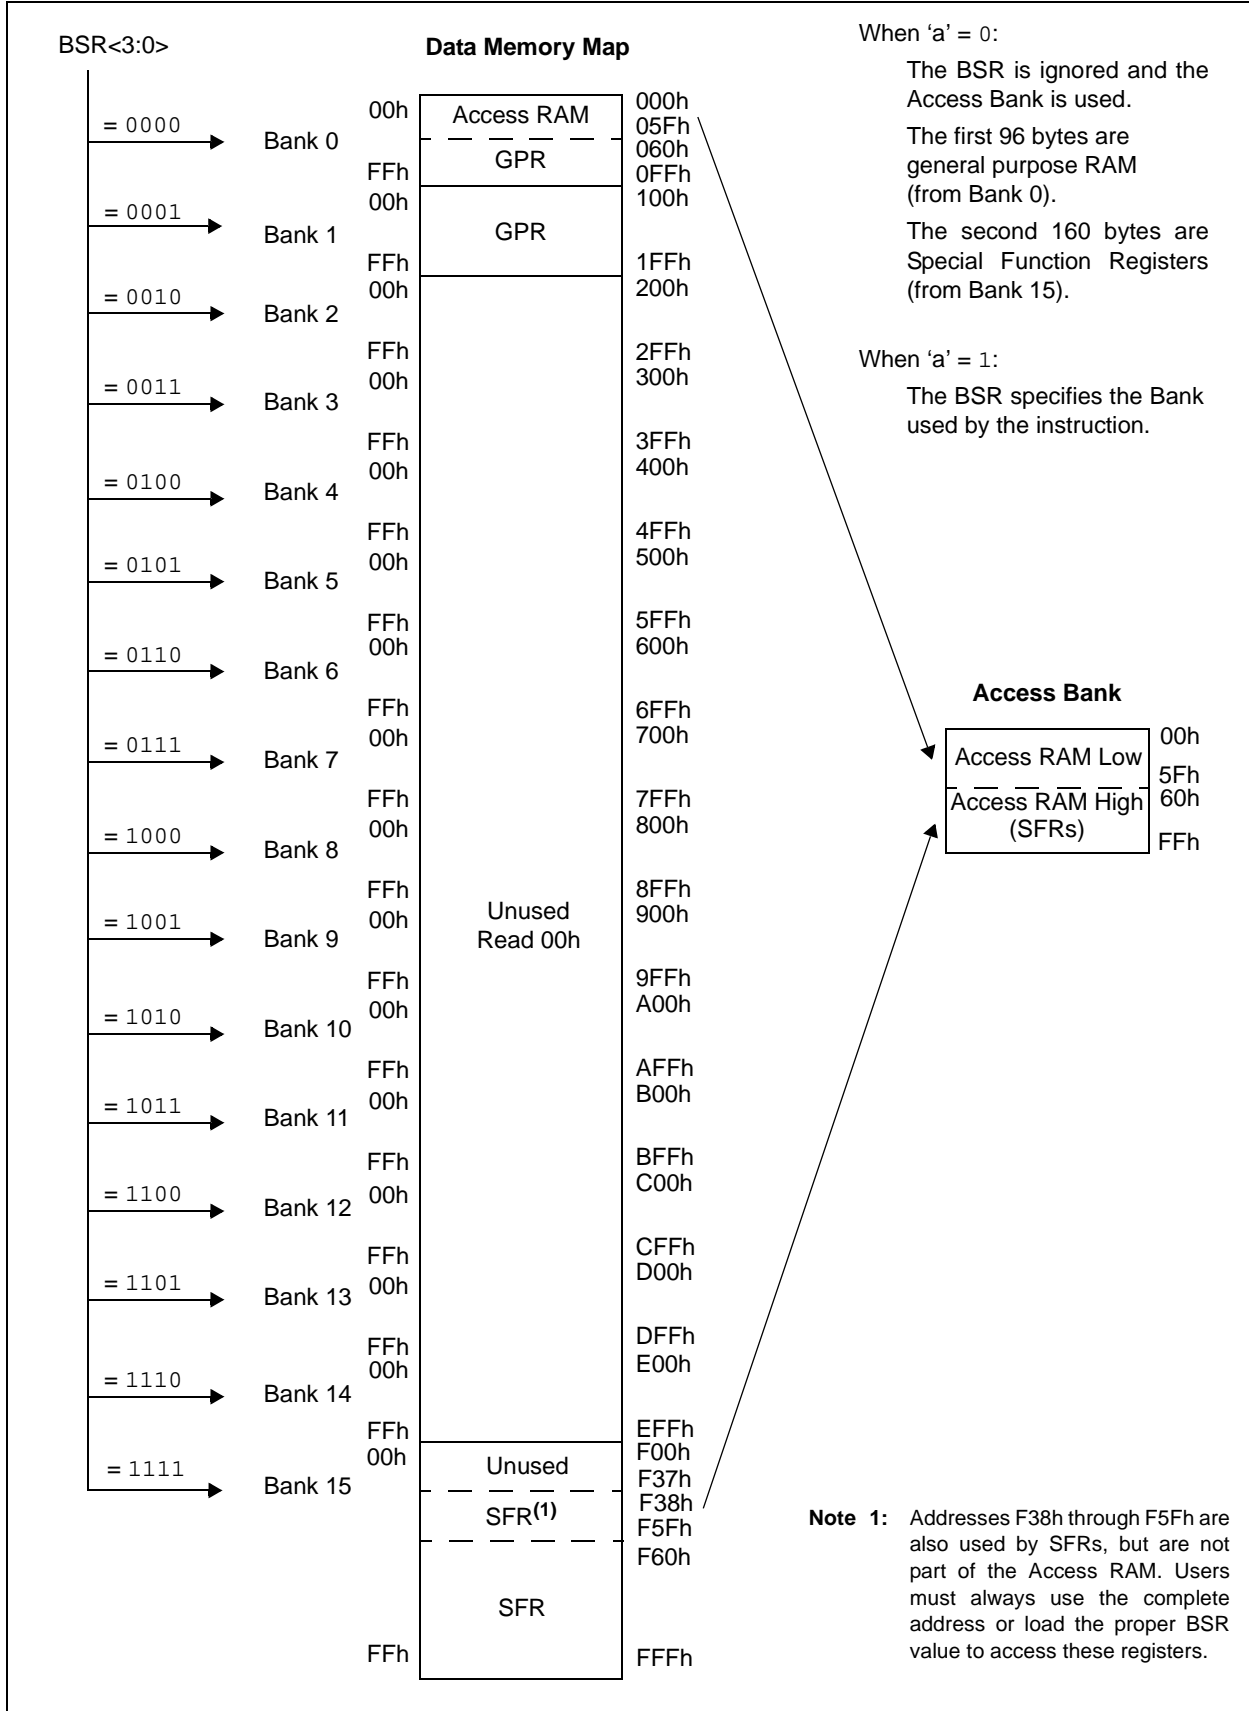 BSR<3:0>
Data Memory Map
When ‘a’ = 0:
The BSR is ignored and the
Access Bank is used.
The first 96 bytes are
general purpose RAM
(from Bank 0).
The second 160 bytes are
Special Function Registers
(from Bank 15).
When ‘a’ = 1:
The BSR specifies the Bank
used by the instruction.
= 0000
Bank 0
00h
Access RAM
000h
05Fh
GPR
060h
FFh
0FFh
= 0001
Bank 1
00h
GPR
100h
FFh
1FFh
= 0010
Bank 2
00h
200h
FFh
2FFh
= 0011
Bank 3
00h
300h
FFh
3FFh
= 0100
Bank 4
00h
400h
FFh
4FFh
= 0101
Bank 5
00h
500h
FFh
5FFh
= 0110
Bank 6
00h
600h
FFh
6FFh
= 0111
Bank 7
00h
700h
FFh
7FFh
= 1000
Bank 8
00h
800h
FFh
8FFh
= 1001
Bank 9
00h
Unused
Read 00h
900h
FFh
9FFh
= 1010
Bank 10
00h
A00h
FFh
AFFh
= 1011
Bank 11
00h
B00h
FFh
BFFh
= 1100
Bank 12
00h
C00h
FFh
CFFh
= 1101
Bank 13
00h
D00h
FFh
DFFh
= 1110
Bank 14
00h
E00h
FFh
EFFh
= 1111
Bank 15
00h
Unused
F00h
F37h
SFR(1)
F38h
F5Fh
SFR
F60h
FFh
FFFh
Access Bank
Access RAM Low
00h
5Fh
Access RAM High
(SFRs)
60h
FFh
Note 1: Addresses F38h through F5Fh are
also used by SFRs, but are not
part of the Access RAM. Users
must always use the complete
address or load the proper BSR
value to access these registers.